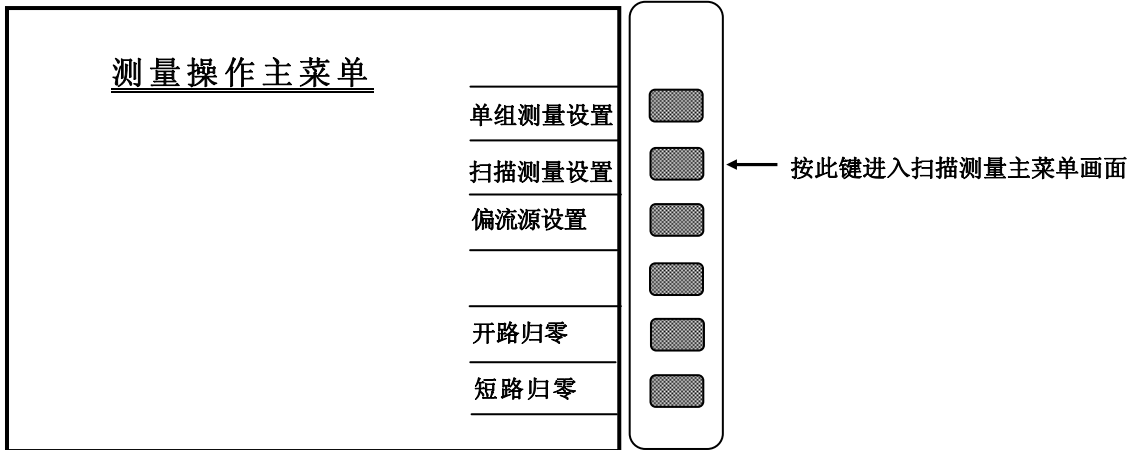 测量操作主菜单
单组测量设置
扫描测量设置
按此键进入扫描测量主菜单画面
偏流源设置
开路归零
短路归零